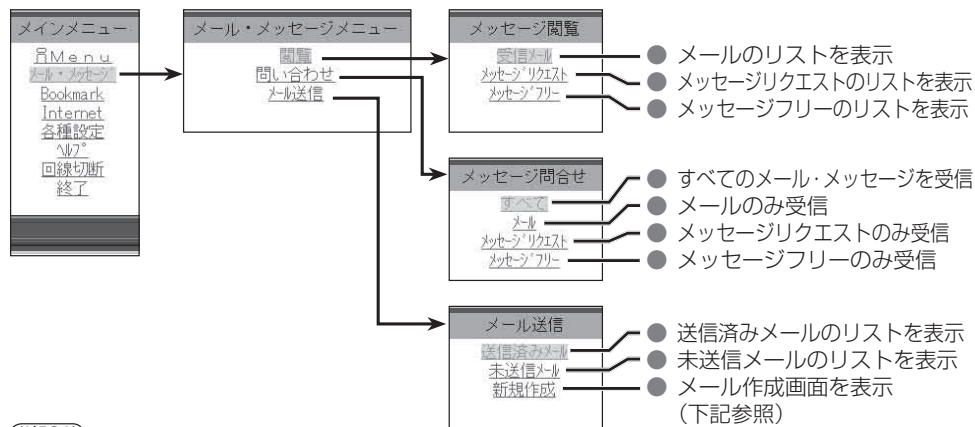 メインメニュー
Menu
メール・メッセージ
Bookmark
Internet
各種設定
ヘルプ
回線切断
終了
メール・メッセージメニュー
閲覧
問い合わせ
メール送信
メッセージ閲覧
受信メール
メッセージリクエスト
メッセージフリー
● メールのリストを表示
● メッセージリクエストのリストを表示
● メッセージフリーのリストを表示
メッセージ問合せ
すべて
メール
メッセージリクエスト
メッセージフリー
● すべてのメール・メッセージを受信
● メールのみ受信
● メッセージリクエストのみ受信
● メッセージフリーのみ受信
メール送信
送信済みメール
未送信メール
新規作成
● 送信済みメールのリストを表示
● 未送信メールのリストを表示
● メール作成画面を表示
（下記参照）